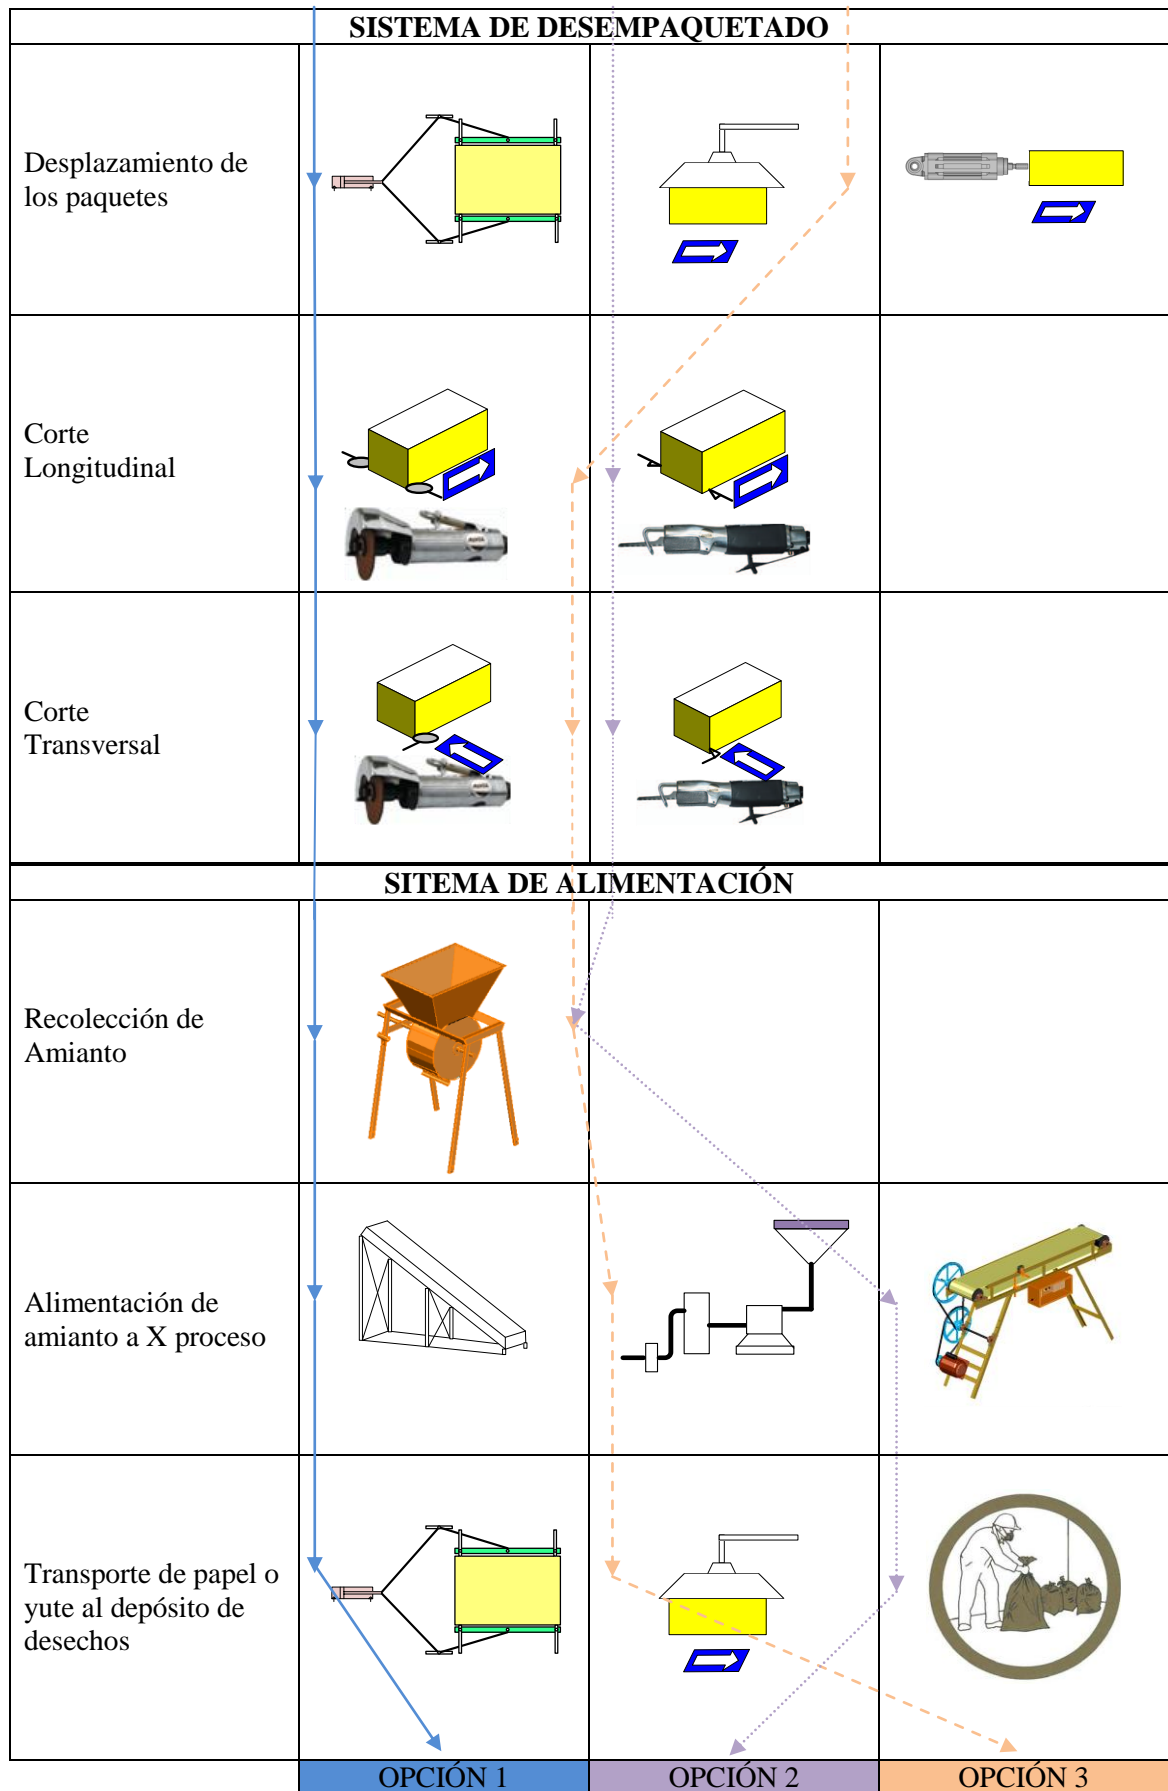 SISTEMA DE DESEMPAQUETADO
Desplazamiento de
los paquetes
Corte
Longitudinal
Corte
Transversal
SITEMA DE ALIMENTACIÓN
Recolección de
Amianto
Alimentación de
amianto a X proceso
Transporte de papel o
yute al depósito de
desechos
OPCIÓN 1
OPCIÓN 2
OPCIÓN 3